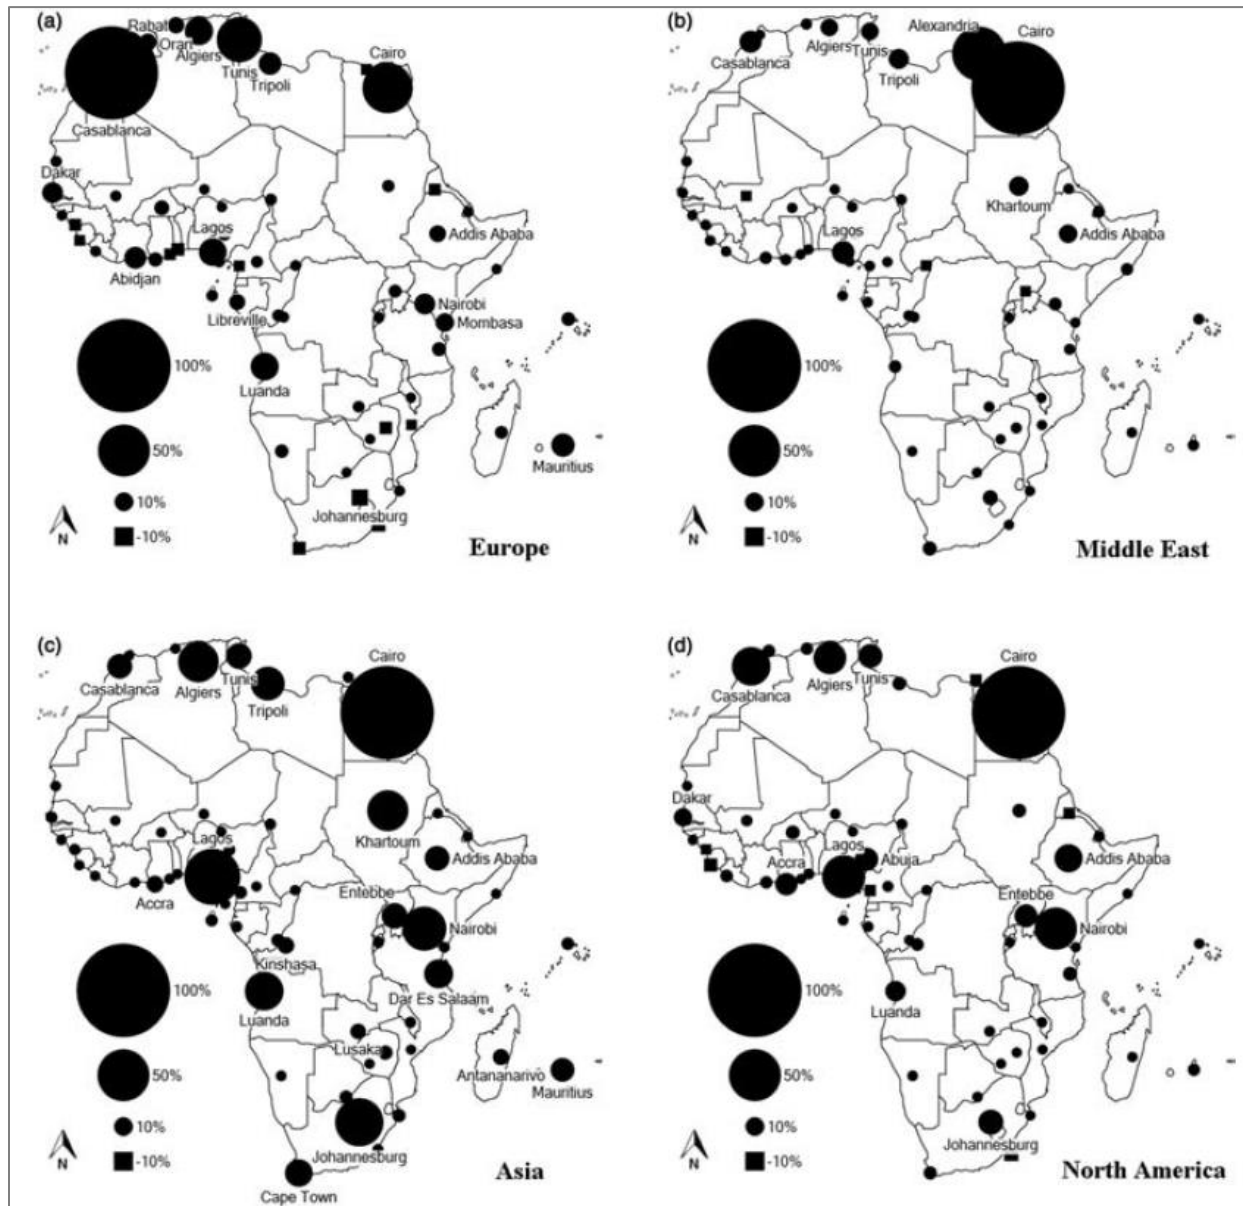 (a)
Rabat
Oran
Algiers
Tunis
Tripoli
Cairo
Casablanca
Dakar
Lagos
Addis Ababa
Abidjan
Libreville
Nairobi
Mombasa
Luanda
Mauritius
Johannesburg
100%
50%
10%
-10%
N
Europe
(b)
Casablanca
Algiers
Tunis
Tripoli
Alexandria
Cairo
Khartoum
Lagos
Addis Ababa
100%
50%
10%
-10%
N
Middle East
(c)
Casablanca
Algiers
Tunis
Tripoli
Cairo
Khartoum
Lagos
Addis Ababa
Accra
Entebbe
Nairobi
Kinshasa
Dar Es Salaam
Luanda
Lusaka
Antananarivo
Mauritius
Johannesburg
Cape Town
100%
50%
10%
-10%
N
Asia
(d)
Casablanca
Algiers
Tunis
Cairo
Dakar
Accra
Lagos
Abuja
Addis Ababa
Entebbe
Nairobi
Luanda
Johannesburg
100%
50%
10%
-10%
N
North America